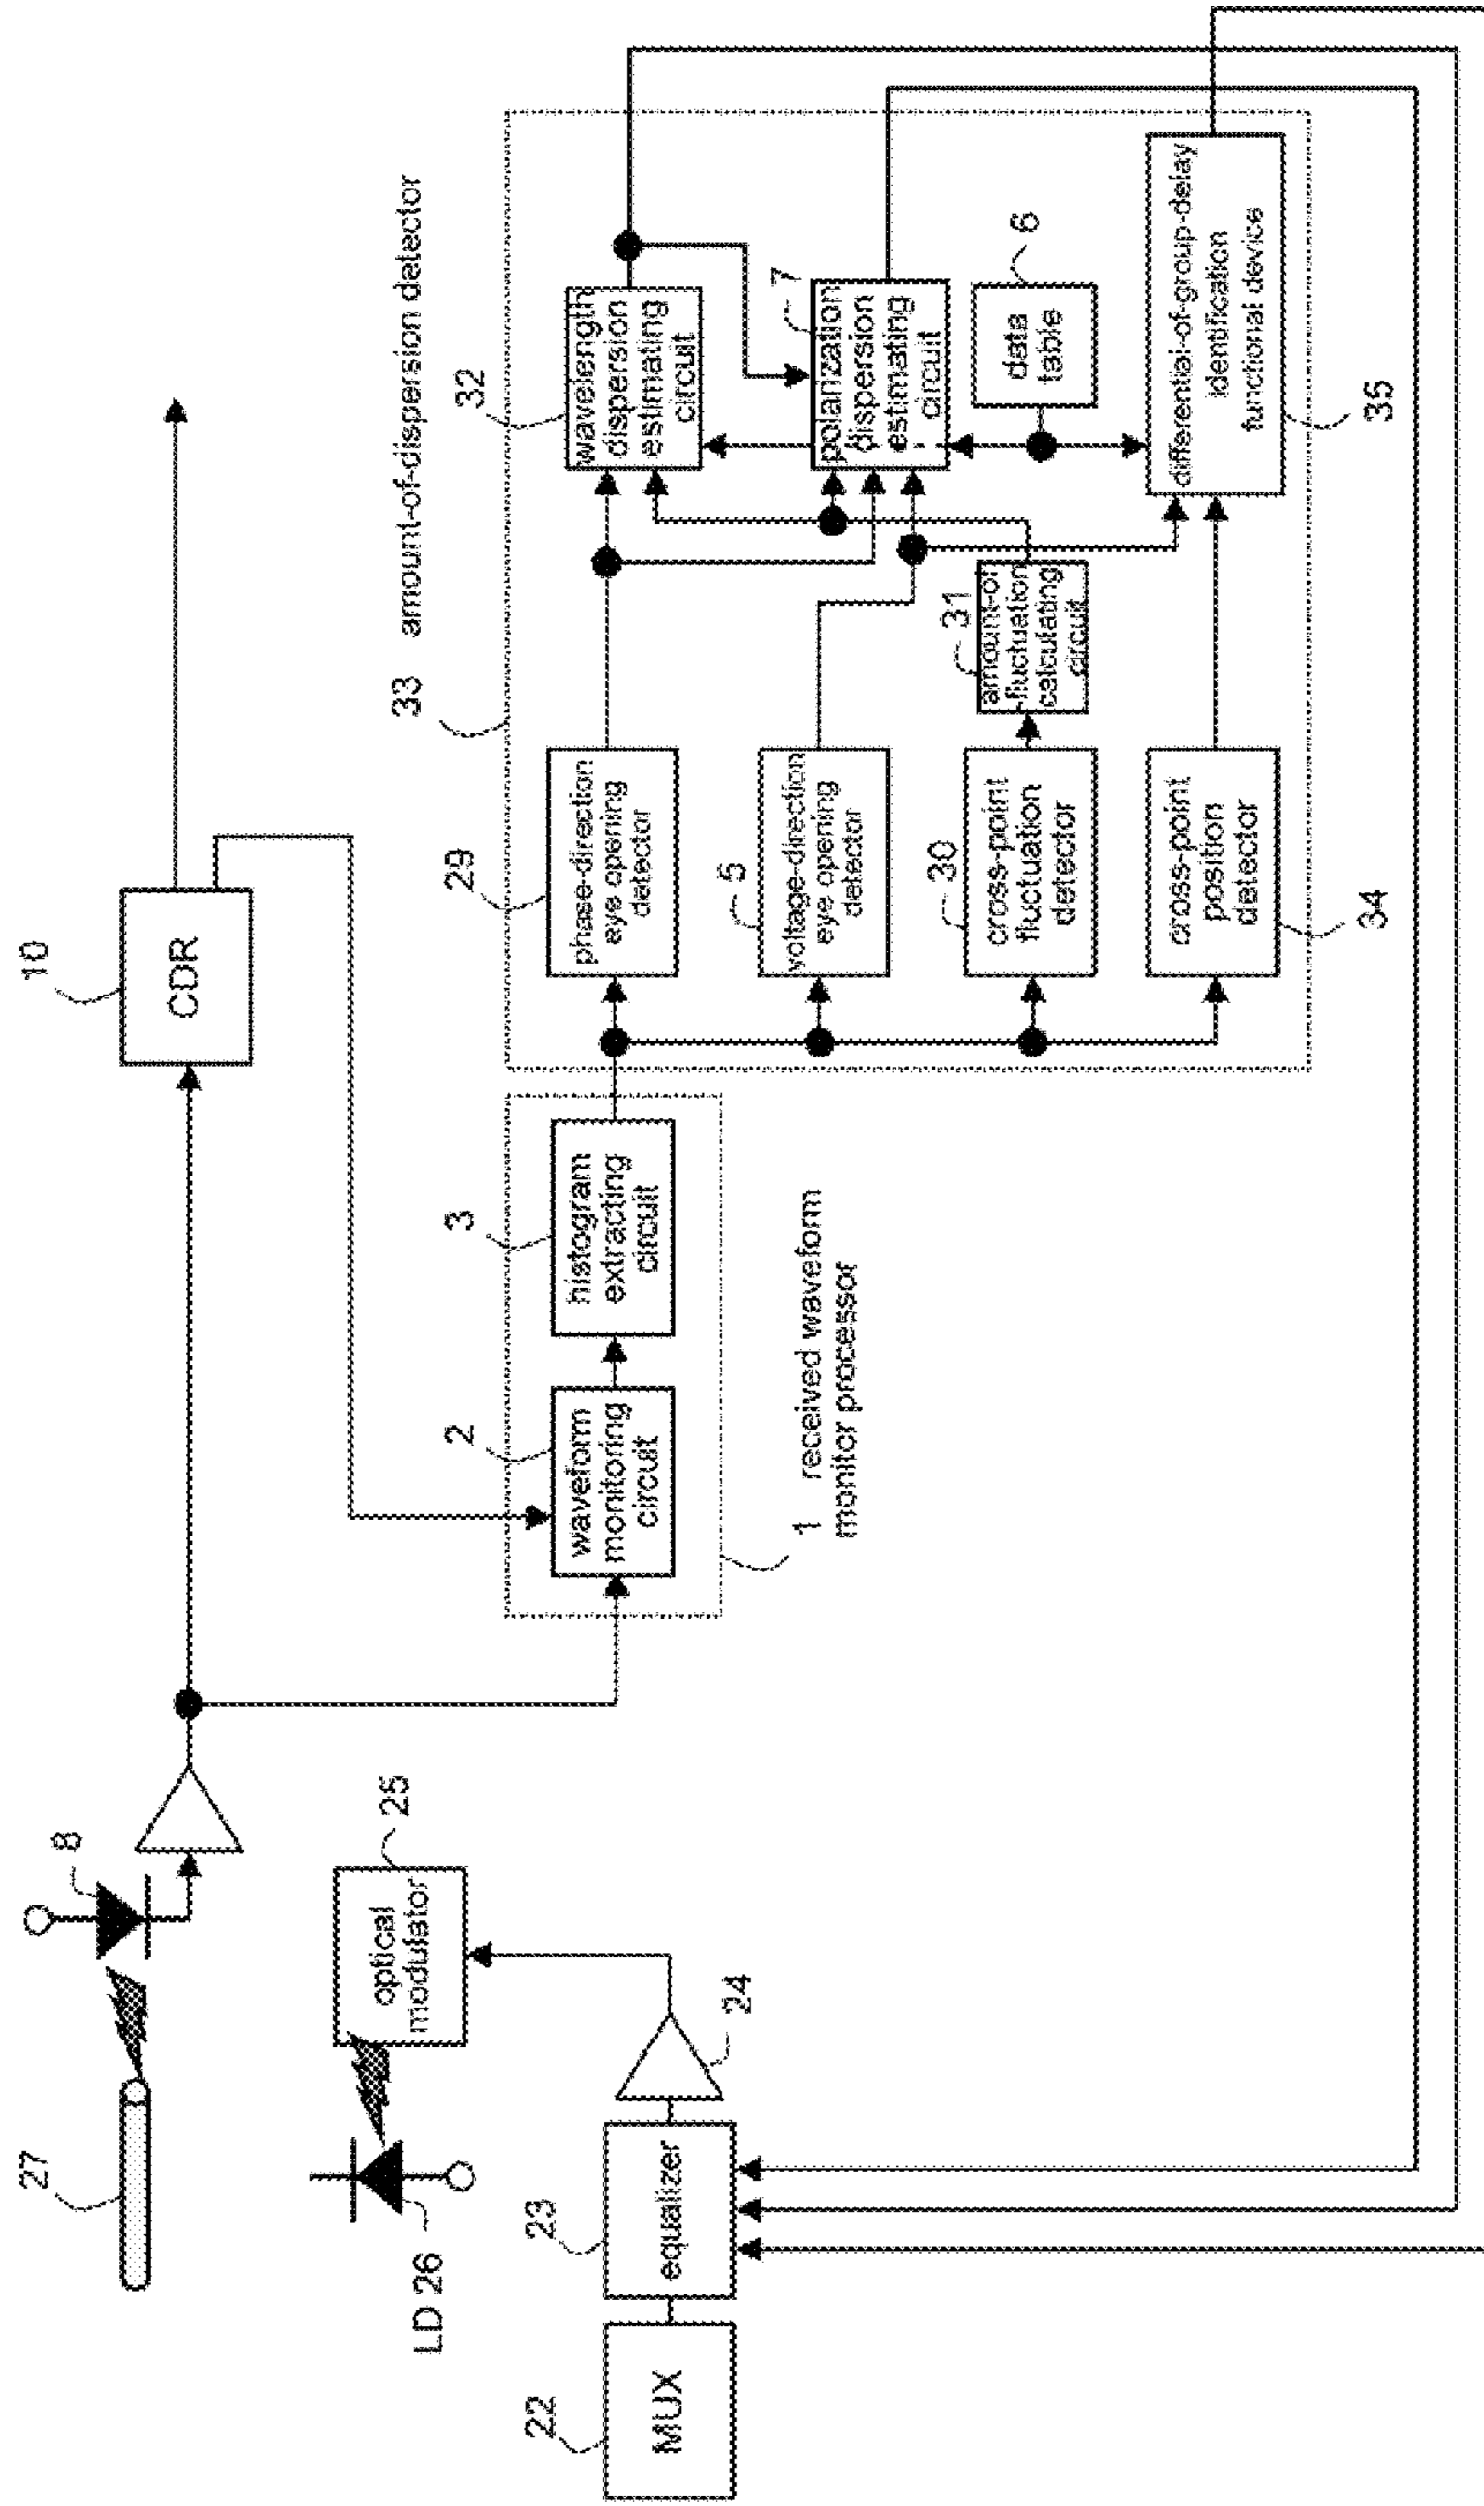 27
8
10
CDR
LD 26
25
optical
modulator
22
MUX
23
equalizer
24
1 received waveform
monitor processor
2
waveform
monitoring
circuit
3
histogram
extracting
circuit
33 amount-of-dispersion detector
29
phase-direction
eye opening
detector
5
voltage-direction
eye opening
detector
30
cross-point
fluctuation
detector
34
cross-point
position
detector
31
amount-of
-fluctuation
calculating
circuit
32
wavelength
dispersion
estimating
circuit
7
polarization
dispersion
estimating
circuit
6
data
table
35
differential-of-group-delay
identification
functional device